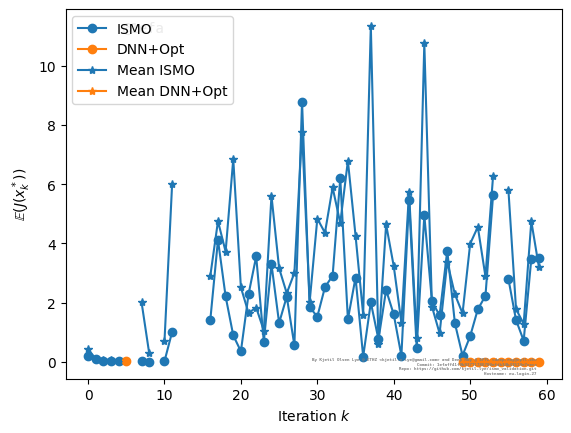 ISMO
DNN+Opt
Mean ISMO
Mean DNN+Opt
10
8
6
4
2
0
𝔼(J(x*ₖ))
0 10 20 30 40 50 60
Iteration k